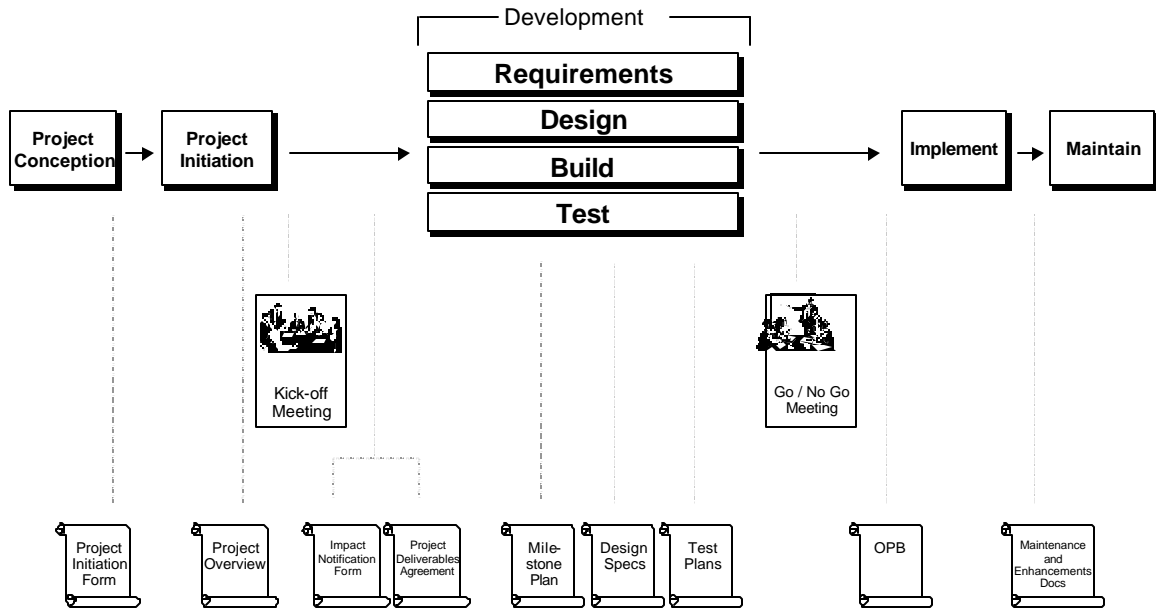 Development
Requirements
Design
Build
Test
Project
Conception
Project
Initiation
Implement
Maintain
Kick-off
Meeting
Go / No Go
Meeting
Project
Initiation
Form
Project
Overview
Impact
Notification
Form
Project
Deliverables
Agreement
Mile-
stone
Plan
Design
Specs
Test
Plans
OPB
Maintenance
and
Enhancements
Docs